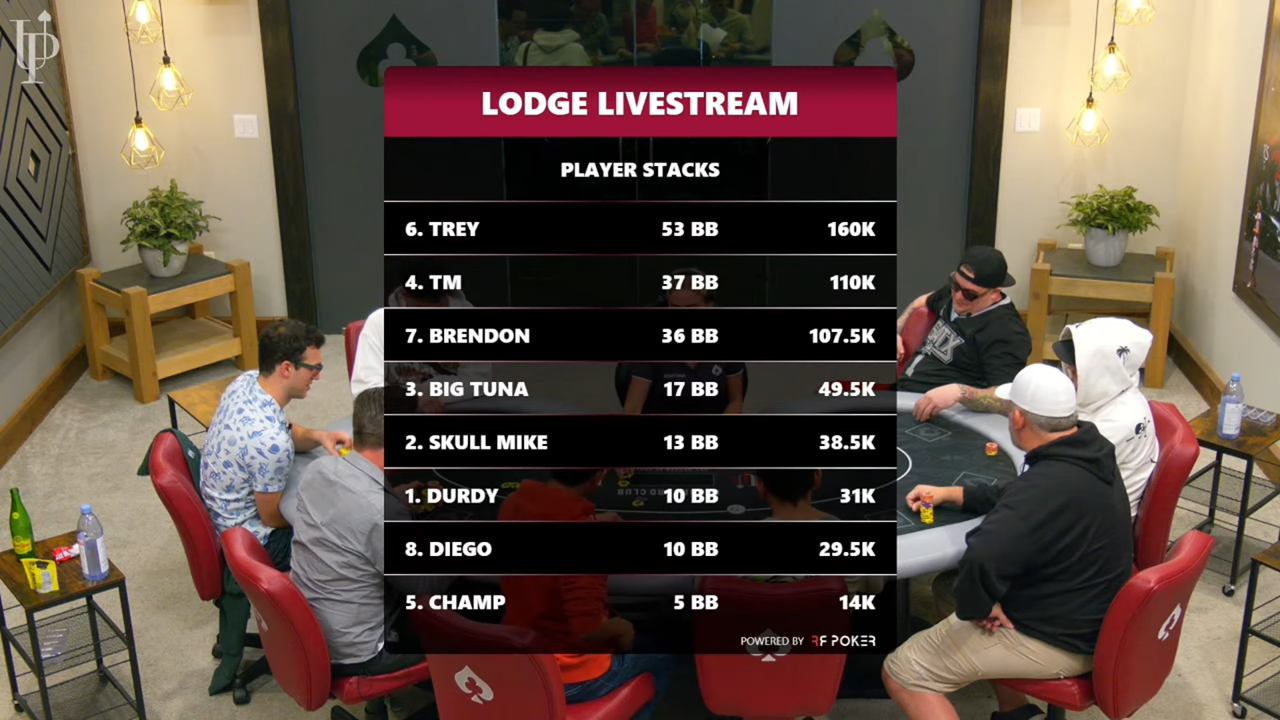 UP
LODGE LIVESTREAM
PLAYER STACKS
6. TREY 53 BB 160K
4. TM 37 BB 110K
7. BRENDON 36 BB 107.5K
3. BIG TUNA 17 BB 49.5K
2. SKULL MIKE 13 BB 38.5K
1. DURDY 10 BB 31K
8. DIEGO 10 BB 29.5K
5. CHAMP 5 BB 14K
POWERED BY RF POKER